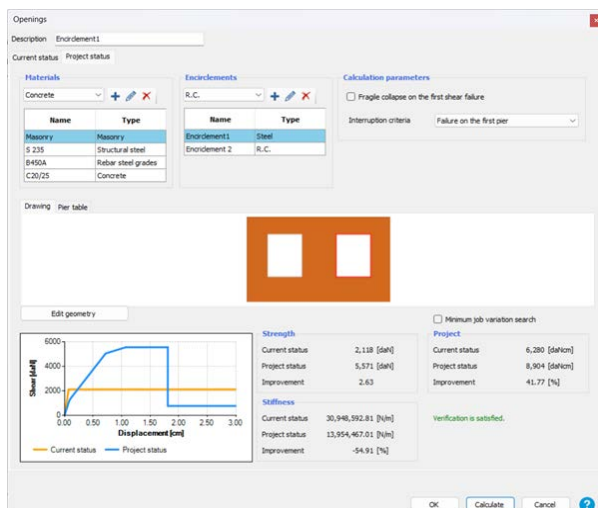 Openings
Description Encirclement1
Current status Project status
Materials
Concrete
Name Type
Masonry Masonry
S 235 Structural steel
B450A Rebar steel grades
C20/25 Concrete
Encirclements
R.C.
Name Type
Encirclement1 Steel
Encirclement 2 R.C.
Calculation parameters
Fragile collapse on the first shear failure
Interruption criteria Failure on the first pier
Drawing Pier table
Edit geometry
Minimum job variation search
Shear[daN]
6000
4000
2000
0
0.00 0.50 1.00 1.50 2.00 2.50 3.00
Displacement[cm]
Current status Project status
Strength
Current status 2,118 [daN]
Project status 5,571 [daN]
Improvement 2.63
Stiffness
Current status 30,948,592.81 [N/m]
Project status 13,954,467.01 [N/m]
Improvement -54.91 [%]
Project
Current status 6,280 [daNcm]
Project status 8,904 [daNcm]
Improvement 41.77 [%]
Verification is satisfied.
OK Calculate Cancel ?